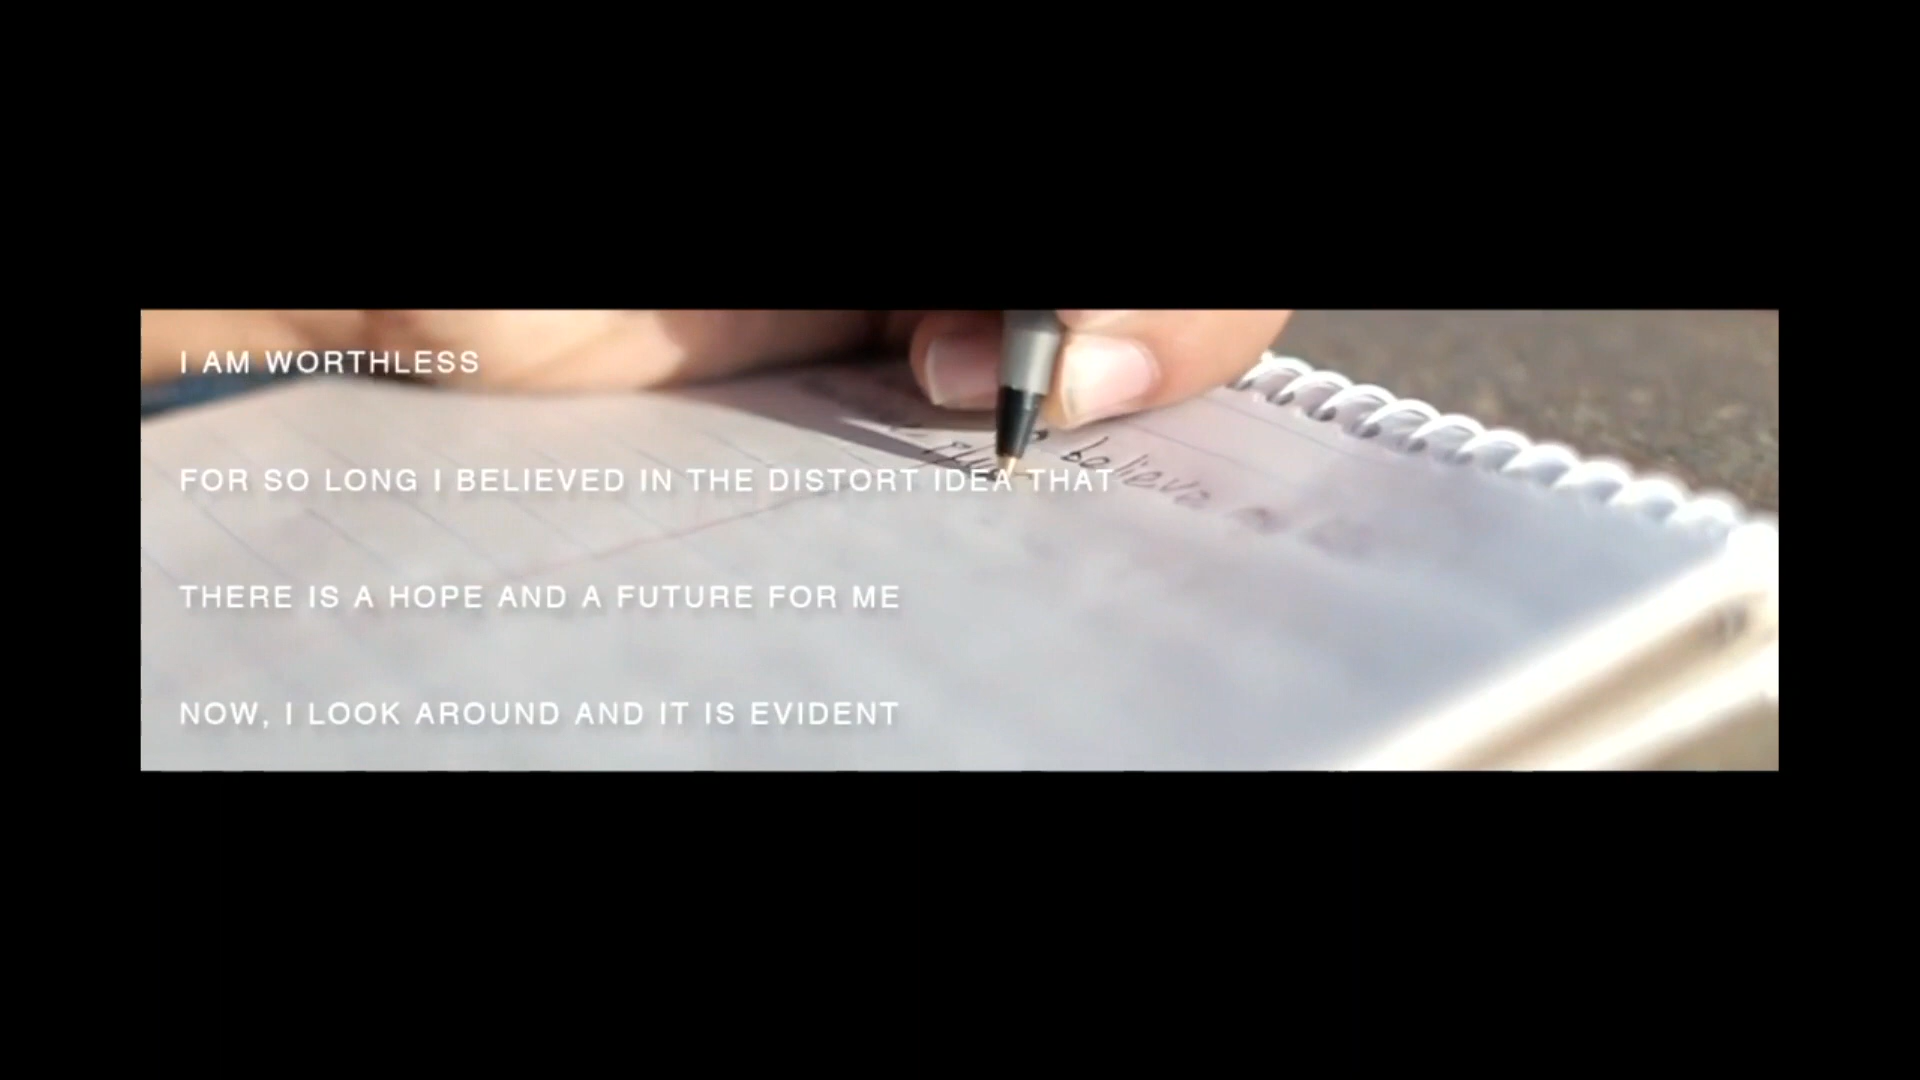 I AM WORTHLESS
believe
FOR SO LONG I BELIEVED IN THE DISTORT IDEA THAT
THERE IS A HOPE AND A FUTURE FOR ME
NOW, I LOOK AROUND AND IT IS EVIDENT